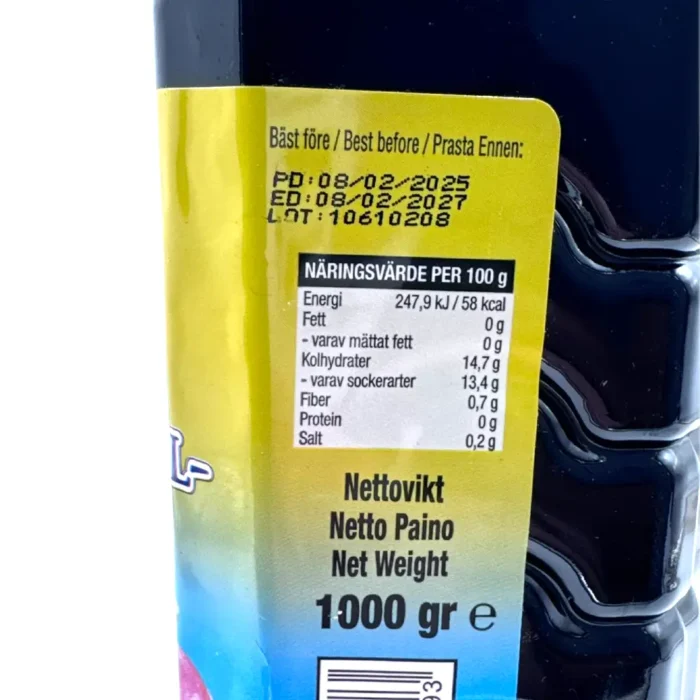 Bäst före / Best before / Prasta Ennen:
PD:08/02/2025
ED:08/02/2027
LOT:10610208
NÄRINGSVÄRDE PER 100 g
Energi 247,9 kJ / 58 kcal
Fett 0 g
- varav mättat fett 0 g
Kolhydrater 14,7 g
- varav sockerarter 13,4 g
Fiber 0,7 g
Protein 0 g
Salt 0,2 g
Nettovikt
Netto Paino
Net Weight
1000 gr e